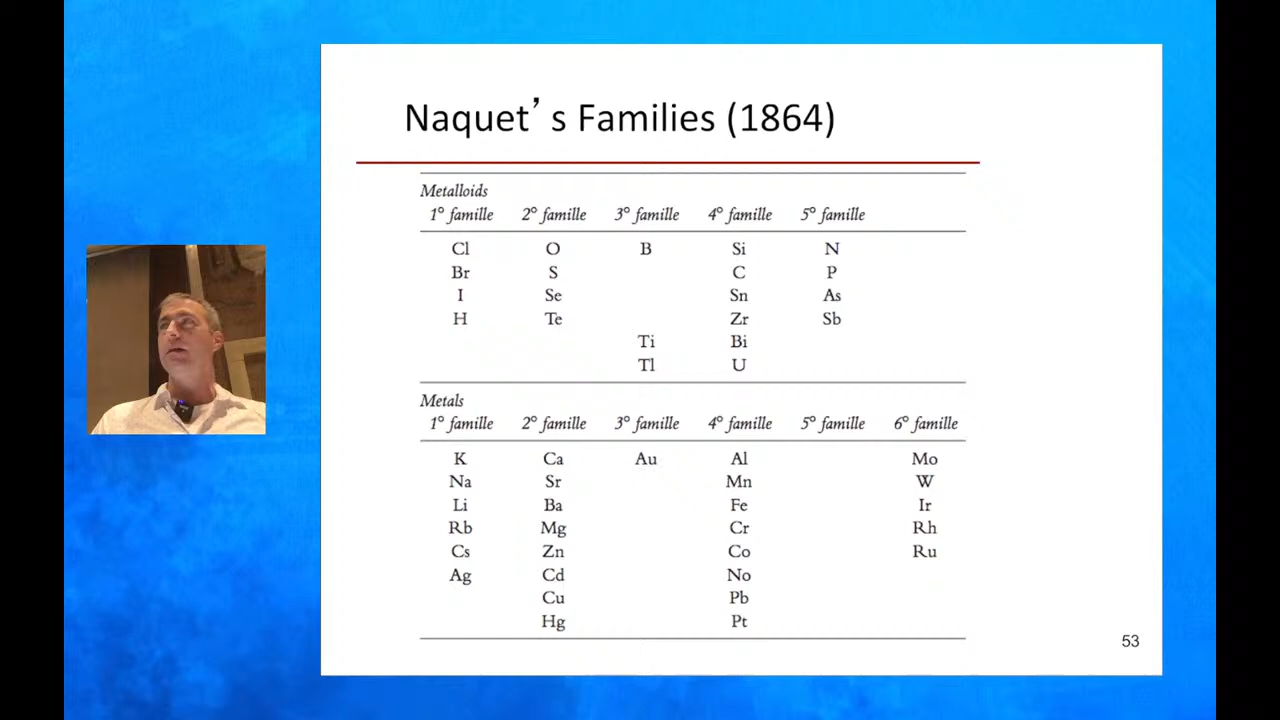 Naquet’s Families (1864)
Metalloids
1° famille 2° famille 3° famille 4° famille 5° famille
Cl O B Si N
Br S C P
I Se Sn As
H Te Zr Sb
Ti Bi
Tl U
Metals
1° famille 2° famille 3° famille 4° famille 5° famille 6° famille
K Ca Au Al Mo
Na Sr Mn W
Li Ba Fe Ir
Rb Mg Cr Rh
Cs Zn Co Ru
Ag Cd No
Cu Pb
Hg Pt
53